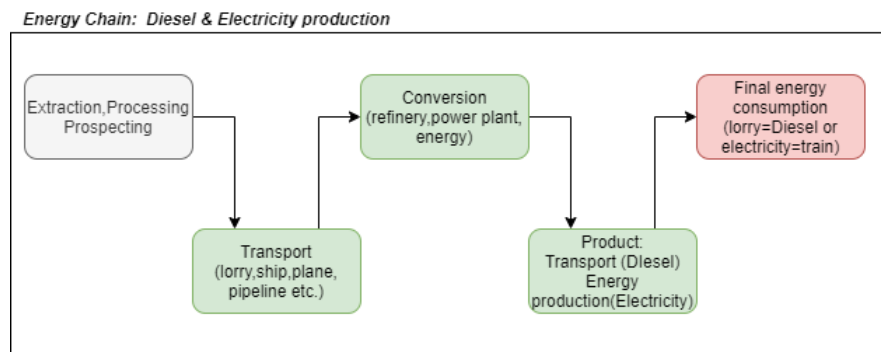 Energy Chain: Diesel & Electricity production
Extraction,Processing
Prospecting
Transport
(lorry,ship,plane,
pipeline etc.)
Conversion
(refinery,power plant,
energy)
Product:
Transport (DIesel)
Energy
production(Electricity)
Final energy
consumption
(lorry=Diesel or
electricity=train)